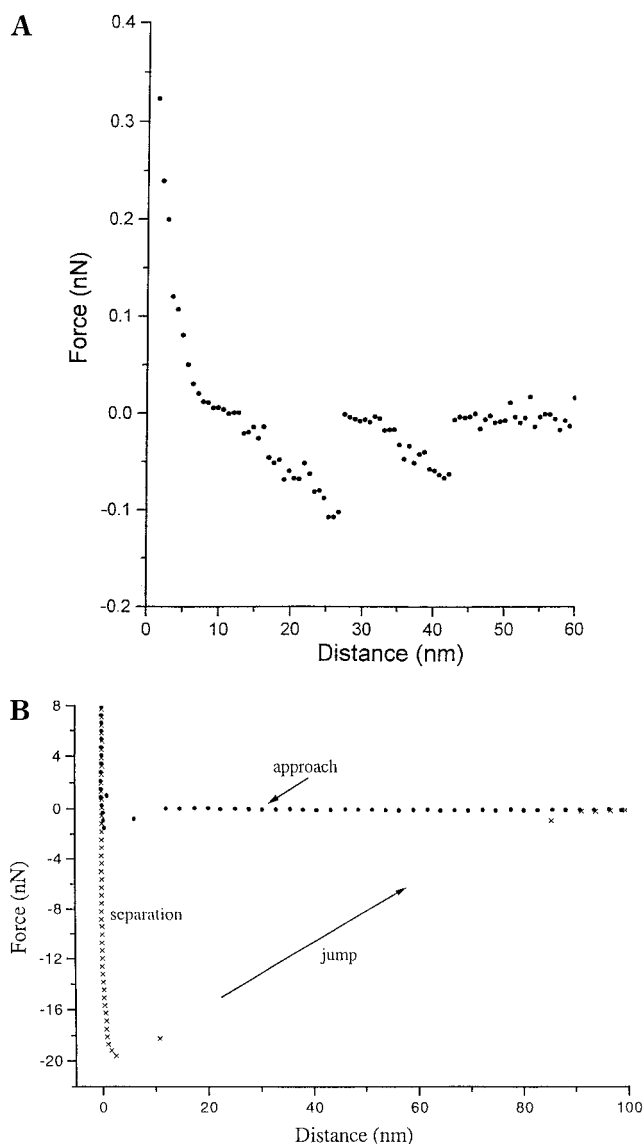 A
0.4
0.3
0.2
0.1
0.0
-0.1
-0.2
Force (nN)
0 10 20 30 40 50 60
Distance (nm)
B
8
4
0
-4
-8
-12
-16
-20
Force (nN)
approach
separation
jump
0 20 40 60 80 100
Distance (nm)